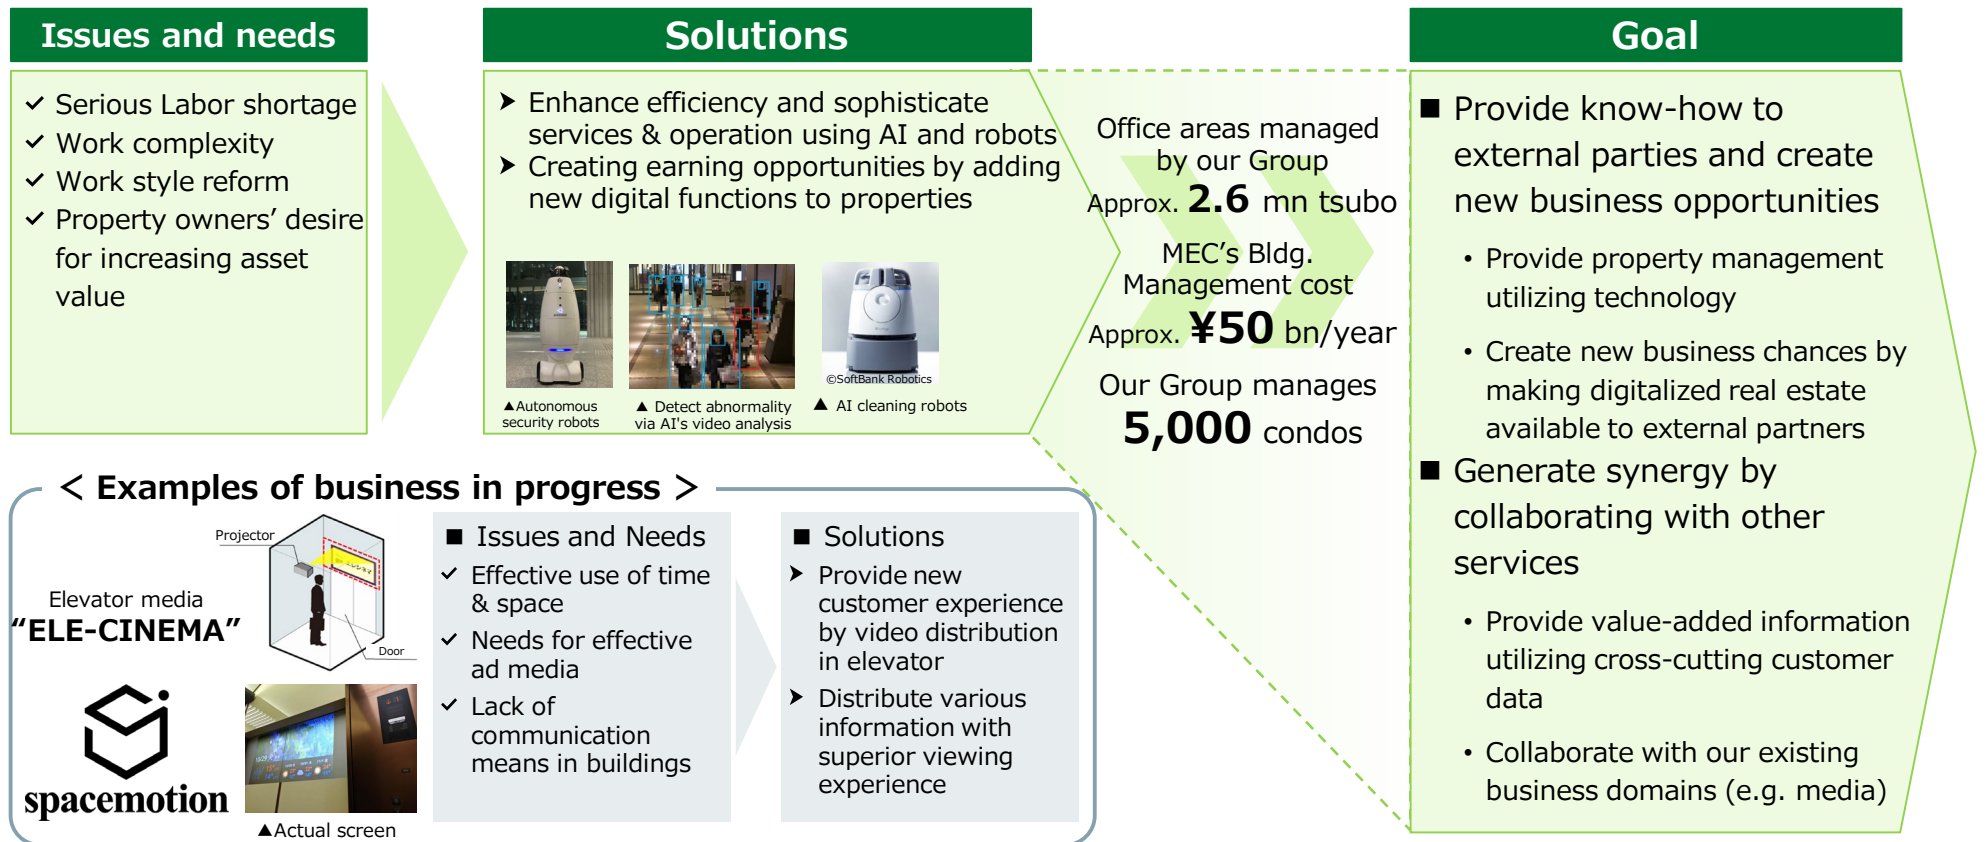 Issues and needs
✓ Serious Labor shortage
✓ Work complexity
✓ Work style reform
✓ Property owners’ desire
for increasing asset
value
Solutions
➤ Enhance efficiency and sophisticate
services & operation using AI and robots
➤ Creating earning opportunities by adding
new digital functions to properties
©SoftBank Robotics
▲Autonomous
security robots
▲ Detect abnormality
via AI's video analysis
▲ AI cleaning robots
Office areas managed
by our Group
Approx. 2.6 mn tsubo
MEC’s Bldg.
Management cost
Approx. ¥50 bn/year
Our Group manages
5,000 condos
Goal
■ Provide know-how to
external parties and create
new business opportunities
• Provide property management
utilizing technology
• Create new business chances by
making digitalized real estate
available to external partners
■ Generate synergy by
collaborating with other
services
• Provide value-added information
utilizing cross-cutting customer
data
• Collaborate with our existing
business domains (e.g. media)
＜ Examples of business in progress ＞
Projector
Elevator media
“ELE-CINEMA”
Door
spacemotion
▲Actual screen
■ Issues and Needs
✓ Effective use of time
& space
✓ Needs for effective
ad media
✓ Lack of
communication
means in buildings
■ Solutions
➤ Provide new
customer experience
by video distribution
in elevator
➤ Distribute various
information with
superior viewing
experience